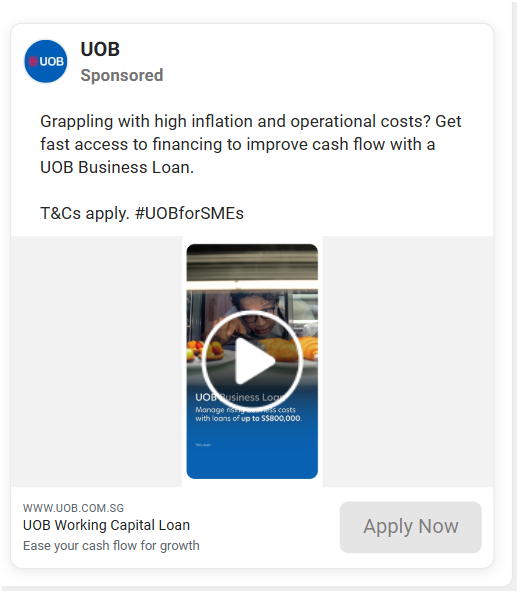 UOB
UOB
Sponsored
Grappling with high inflation and operational costs? Get
fast access to financing to improve cash flow with a
UOB Business Loan.
T&Cs apply. #UOBforSMEs
UOB Business Loan
Manage rising business costs
with loans of up to S$800,000.
WWW.UOB.COM.SG
UOB Working Capital Loan
Ease your cash flow for growth
Apply Now